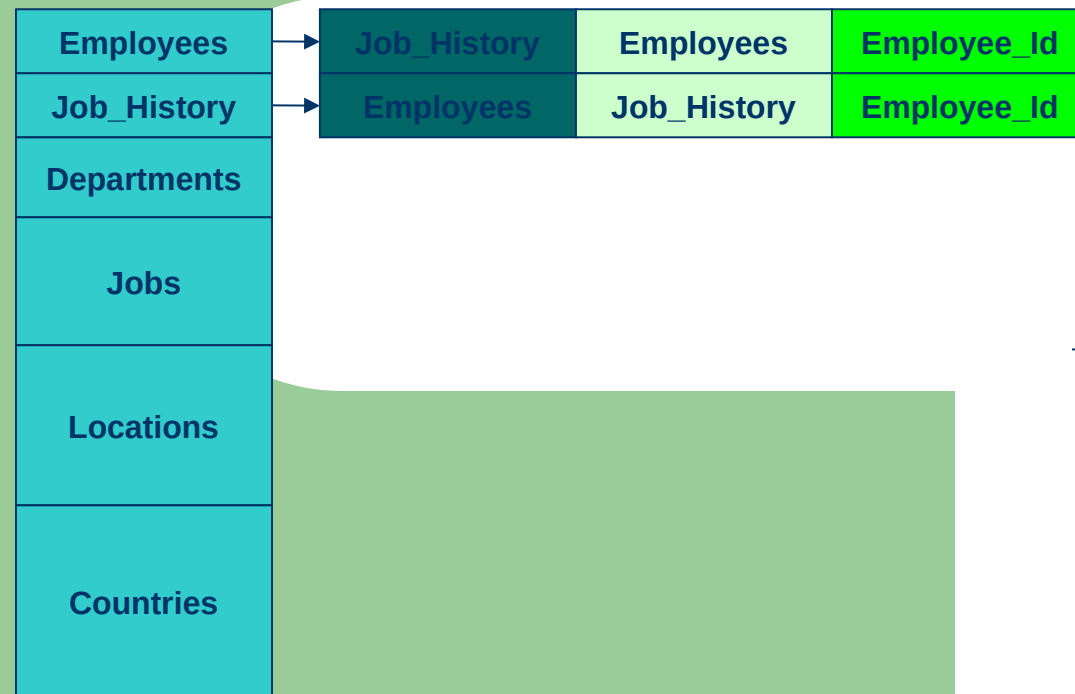 Employees Job_History Employees Employee_Id
Job_History Employees Job_History Employee_Id
Departments
Jobs
Locations
Countries